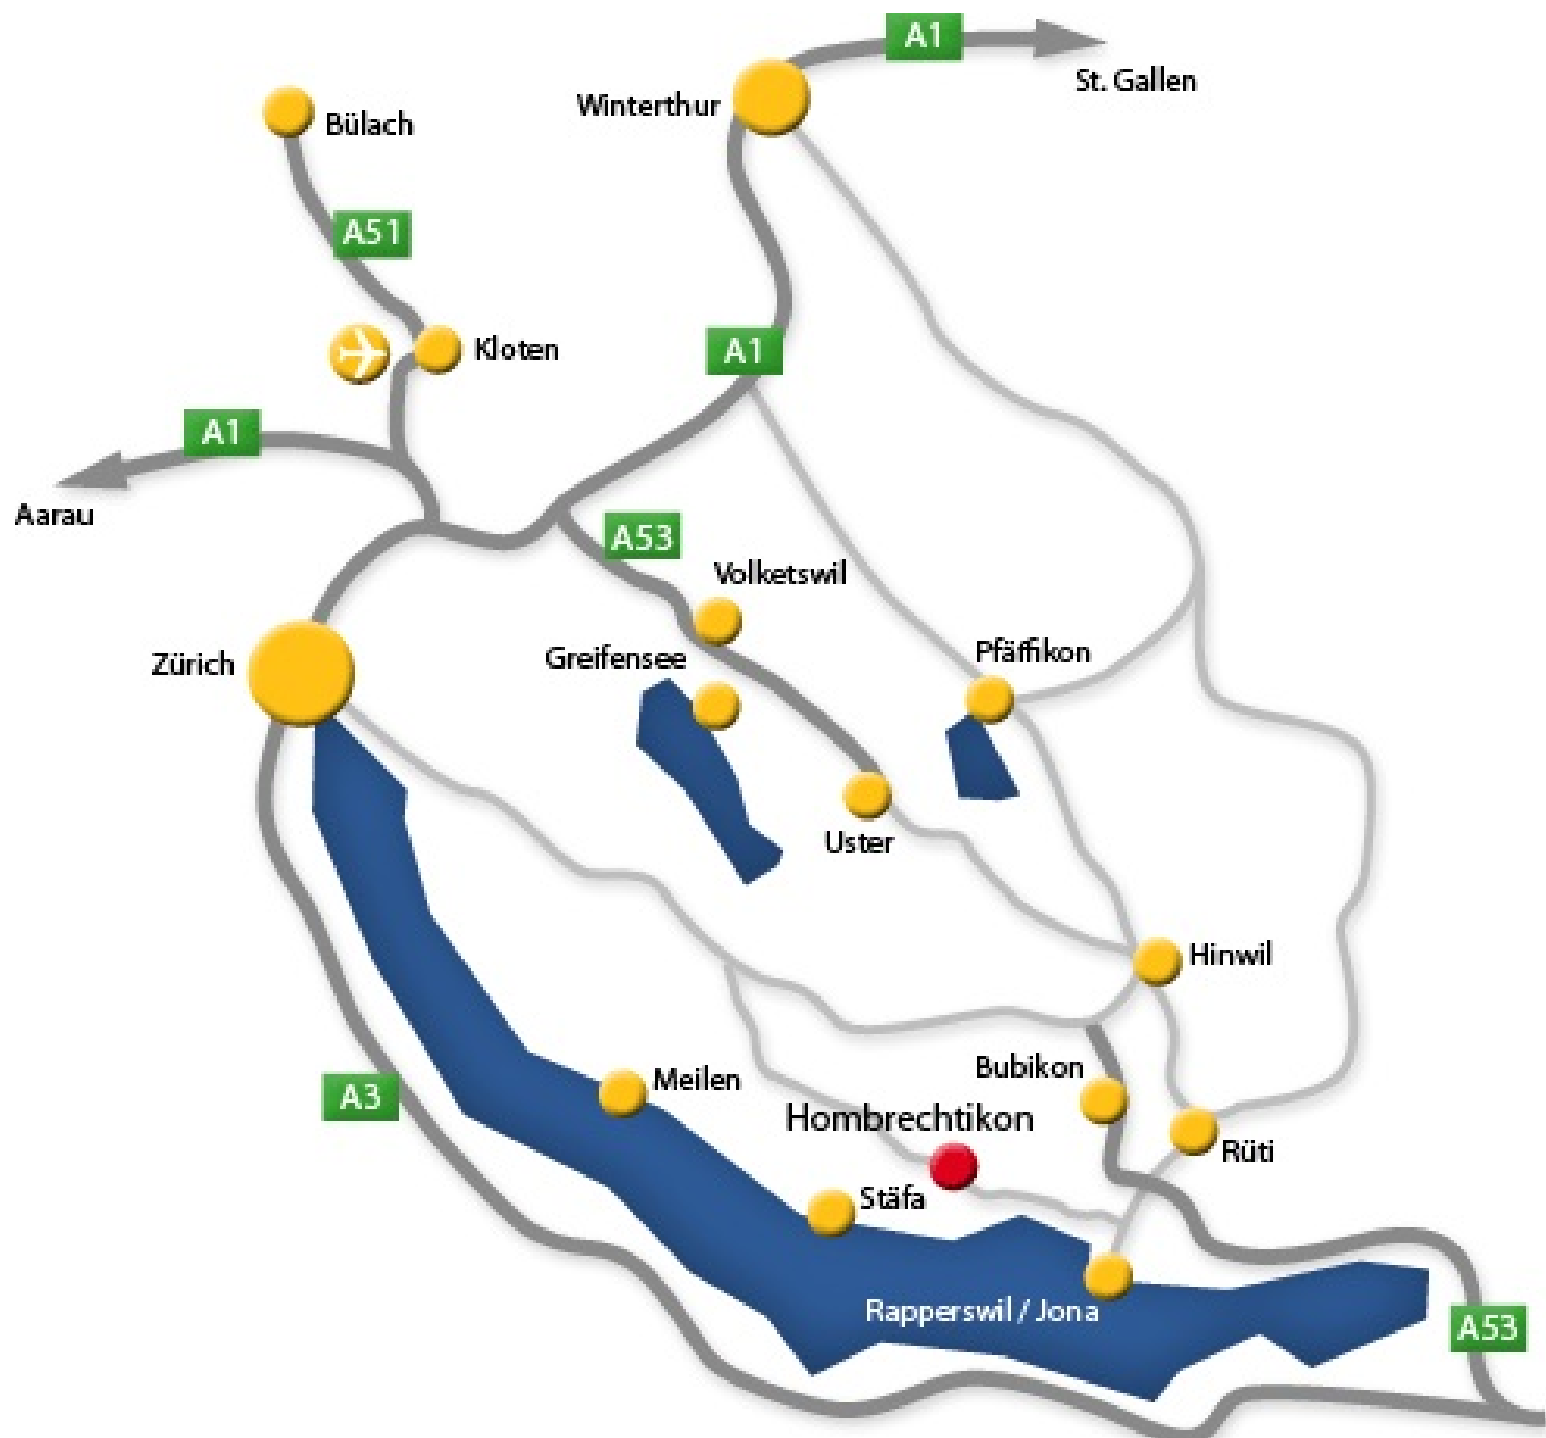 A1
St. Gallen
Winterthur
Bülach
A51
A1
Kloten
A1
Aarau
A53
Volketswil
Greifensee
Pfäffikon
Zürich
Uster
Hinwil
Bubikon
Meilen
A3
Hombrechtikon
Rüti
Stäfa
Rapperswil / Jona
A53